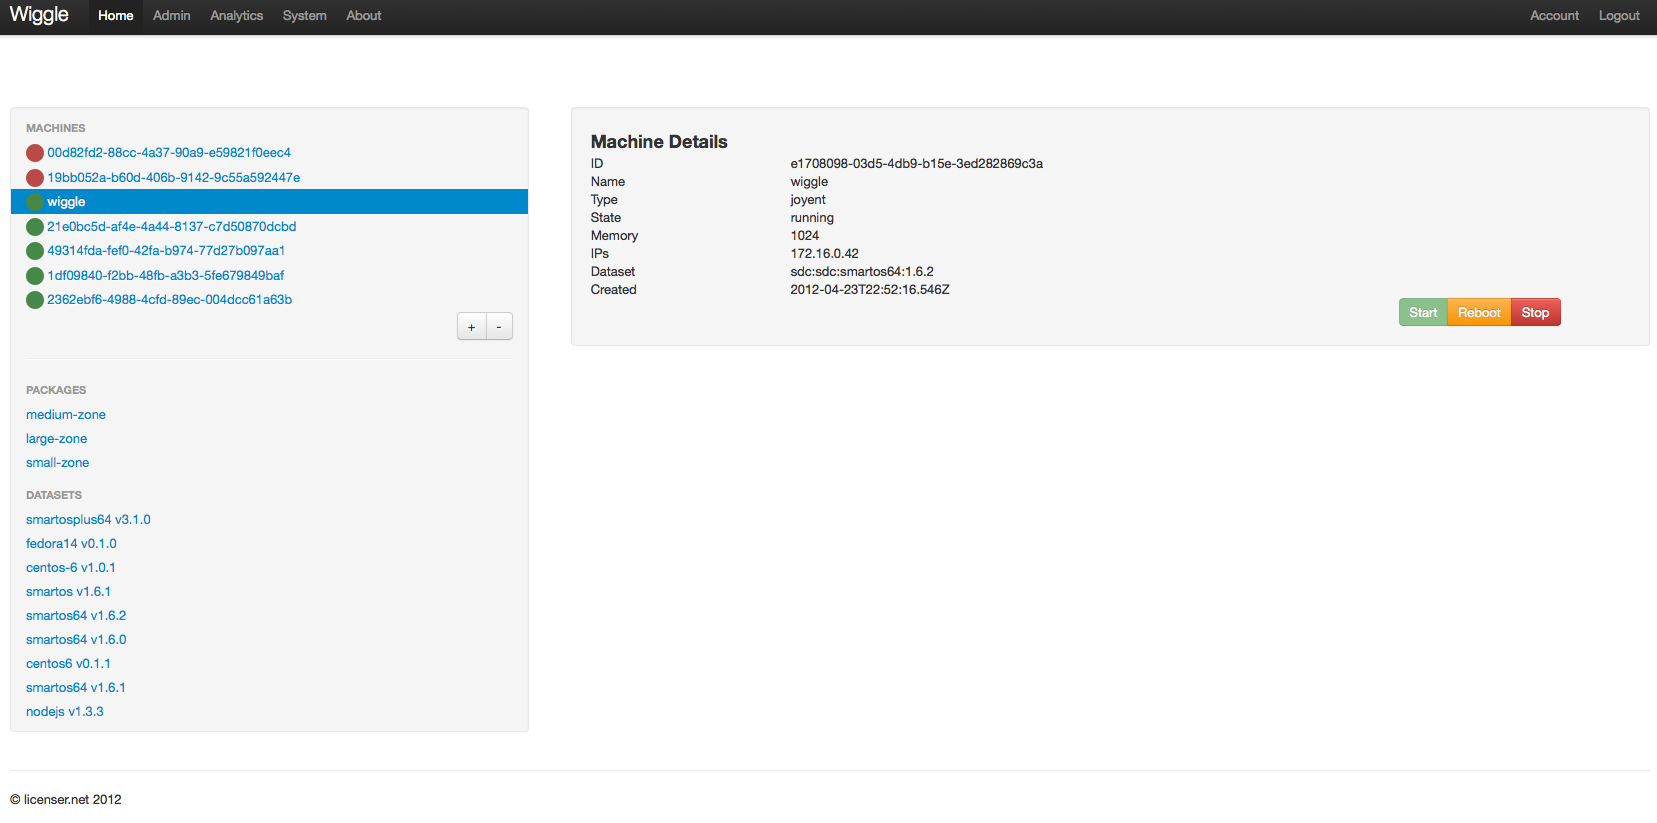 Wiggle Home Admin Analytics System About Account Logout
MACHINES
00d82fd2-88cc-4a37-90a9-e59821f0eec4
19bb052a-b60d-406b-9142-9c55a592447e
wiggle
21e0bc5d-af4e-4a44-8137-c7d50870dcbd
49314fda-fef0-42fa-b974-77d27b097aa1
1df09840-f2bb-48fb-a3b3-5fe679849baf
2362ebf6-4988-4cfd-89ec-004dcc61a63b
+ -
PACKAGES
medium-zone
large-zone
small-zone
DATASETS
smartosplus64 v3.1.0
fedora14 v0.1.0
centos-6 v1.0.1
smartos v1.6.1
smartos64 v1.6.2
smartos64 v1.6.0
centos6 v0.1.1
smartos64 v1.6.1
nodejs v1.3.3
Machine Details
ID e1708098-03d5-4db9-b15e-3ed282869c3a
Name wiggle
Type joyent
State running
Memory 1024
IPs 172.16.0.42
Dataset sdc:sdc:smartos64:1.6.2
Created 2012-04-23T22:52:16.546Z
Start Reboot Stop
© licenser.net 2012